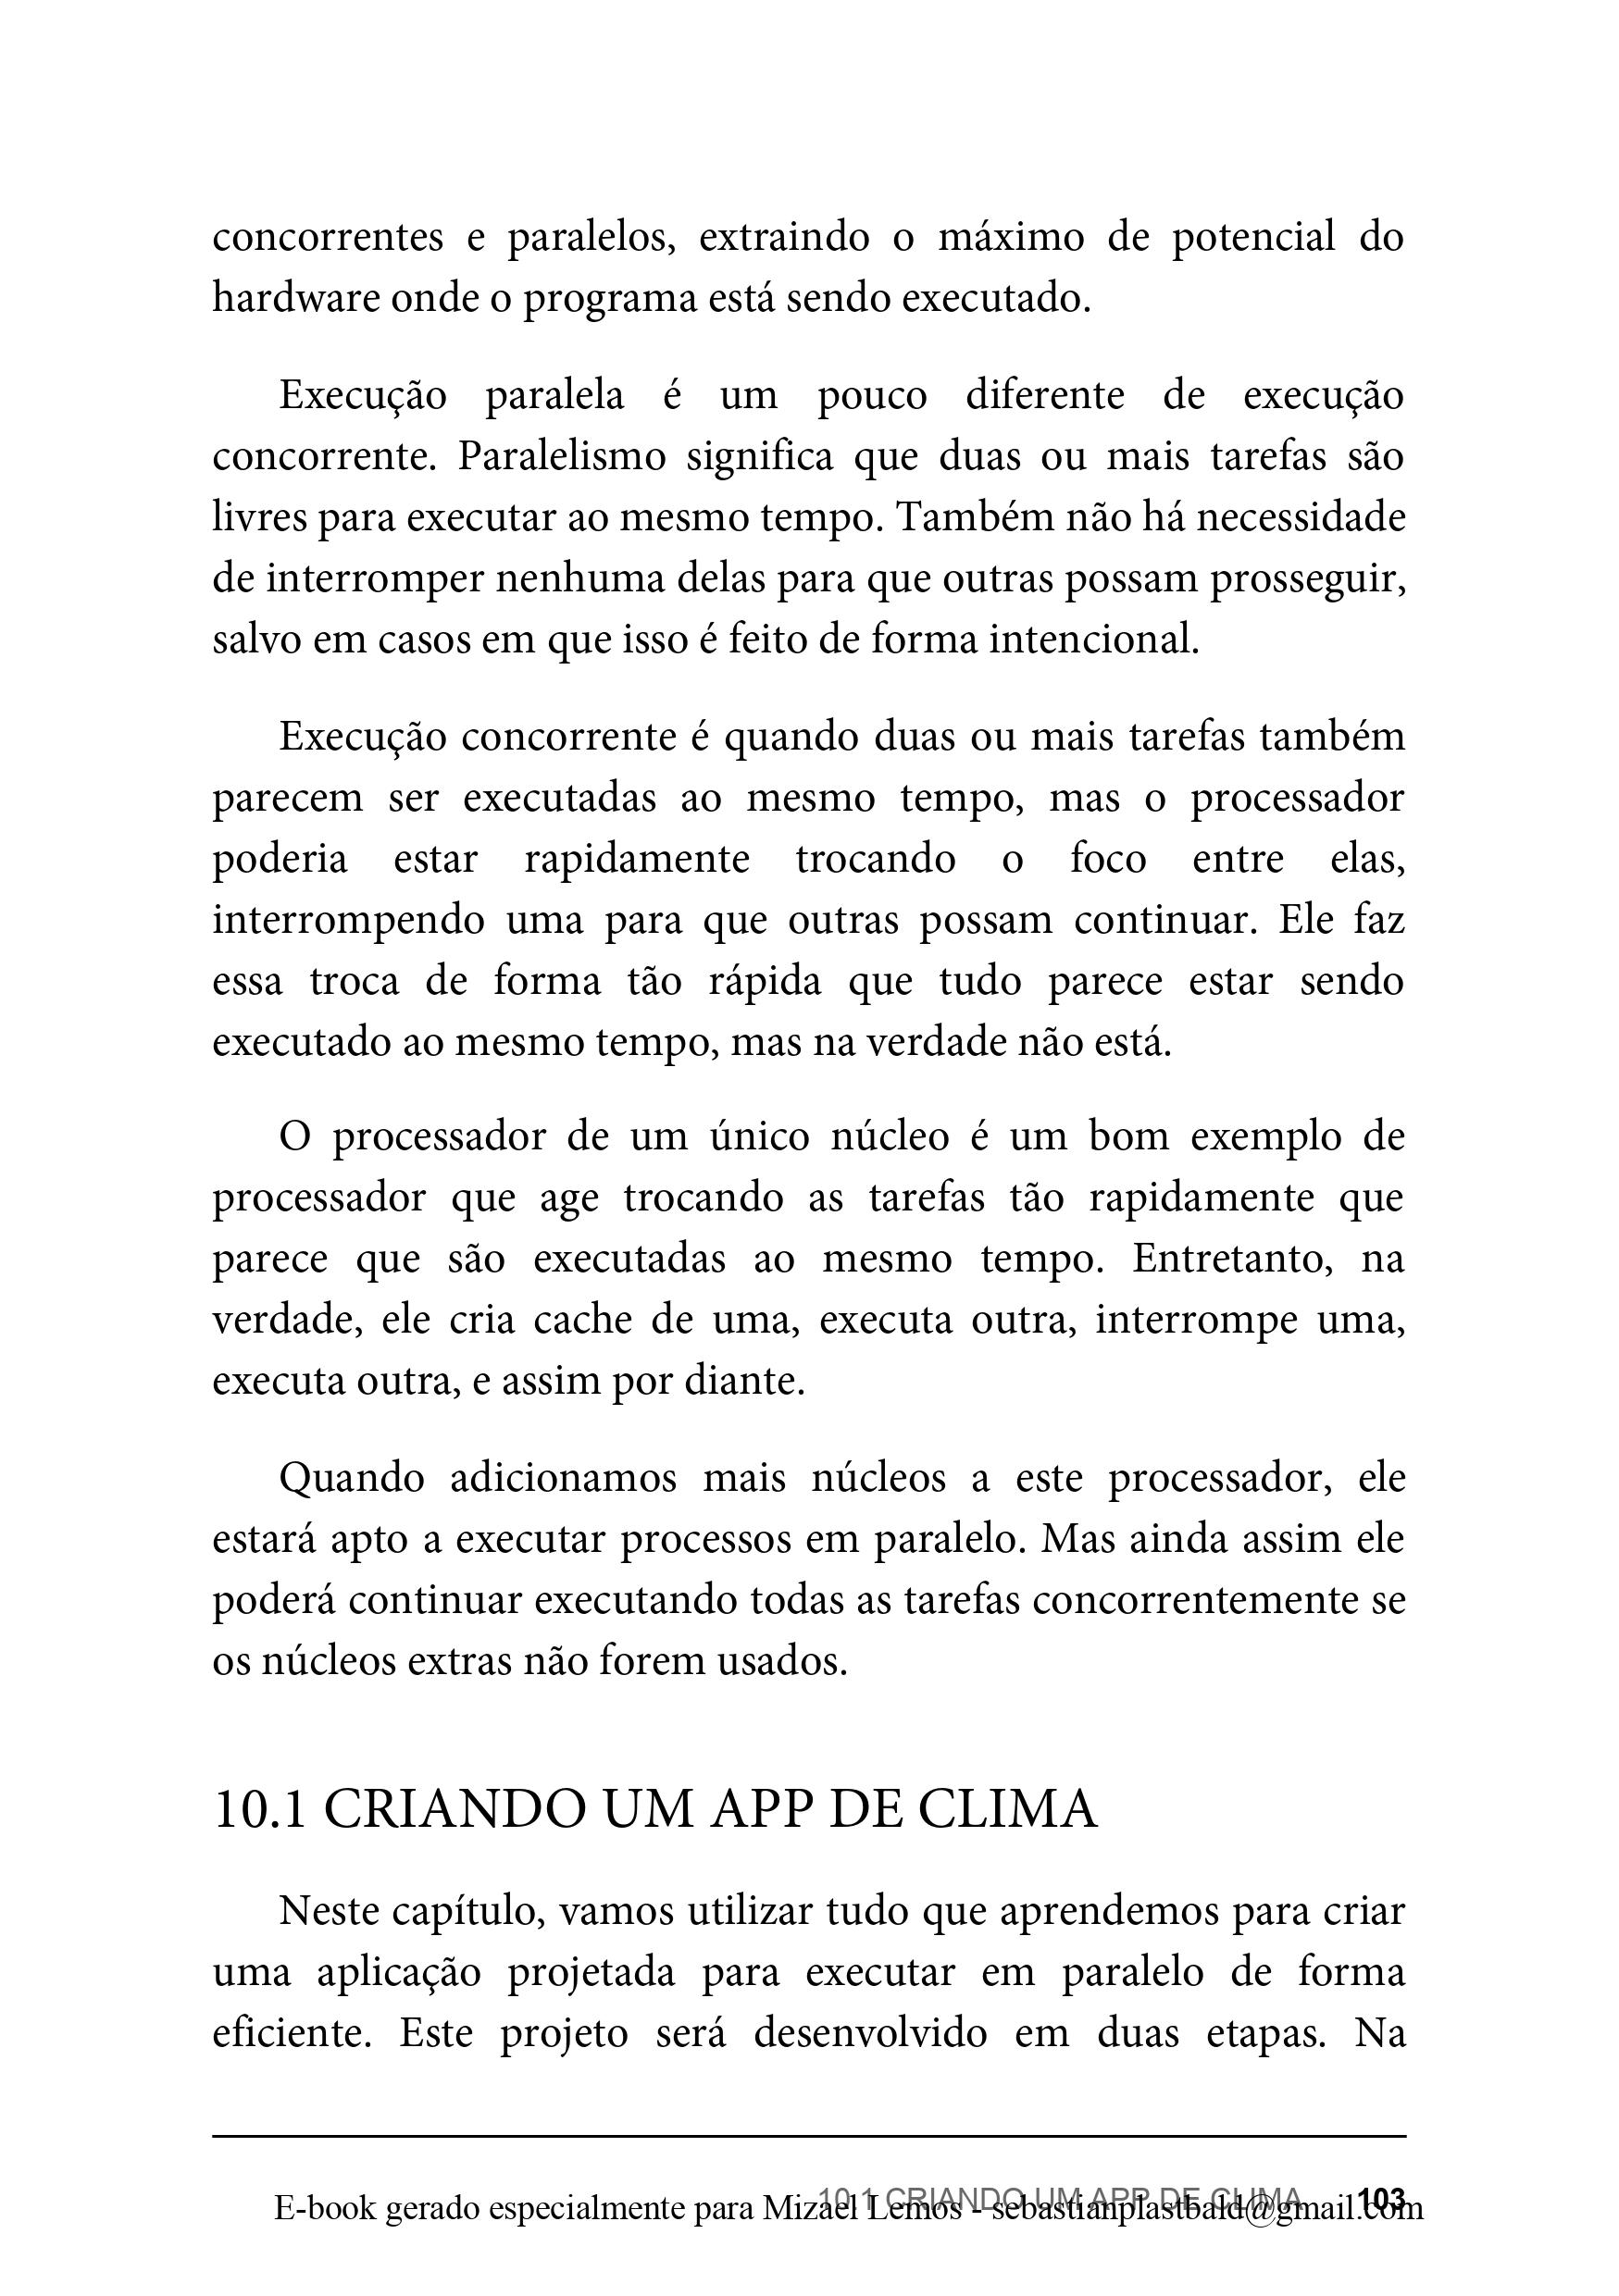 concorrentes e paralelos, extraindo o máximo de potencial do
hardware onde o programa está sendo executado.
Execução paralela é um pouco diferente de execução
concorrente. Paralelismo significa que duas ou mais tarefas são
livres para executar ao mesmo tempo. Também não há necessidade
de interromper nenhuma delas para que outras possam prosseguir,
salvo em casos em que isso é feito de forma intencional.
Execução concorrente é quando duas ou mais tarefas também
parecem ser executadas ao mesmo tempo, mas o processador
poderia estar rapidamente trocando o foco entre elas,
interrompendo uma para que outras possam continuar. Ele faz
essa troca de forma tão rápida que tudo parece estar sendo
executado ao mesmo tempo, mas na verdade não está.
O processador de um único núcleo é um bom exemplo de
processador que age trocando as tarefas tão rapidamente que
parece que são executadas ao mesmo tempo. Entretanto, na
verdade, ele cria cache de uma, executa outra, interrompe uma,
executa outra, e assim por diante.
Quando adicionamos mais núcleos a este processador, ele
estará apto a executar processos em paralelo. Mas ainda assim ele
poderá continuar executando todas as tarefas concorrentemente se
os núcleos extras não forem usados.
10.1 CRIANDO UM APP DE CLIMA
Neste capítulo, vamos utilizar tudo que aprendemos para criar
uma aplicação projetada para executar em paralelo de forma
eficiente. Este projeto será desenvolvido em duas etapas. Na
10.1 CRIANDO UM APP DE CLIMA 103
E-book gerado especialmente para Mizael Lemos - sebastianplastbald@gmail.com